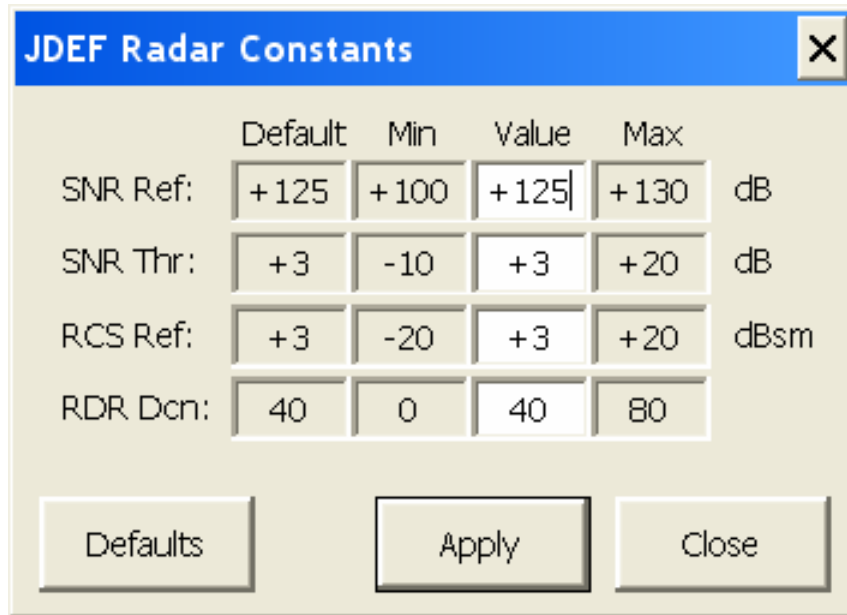 JDEF Radar Constants
Default Min Value Max
SNR Ref: +125 +100 +125 +130 dB
SNR Thr: +3 -10 +3 +20 dB
RCS Ref: +3 -20 +3 +20 dBsm
RDR Dcn: 40 0 40 80
Defaults Apply Close